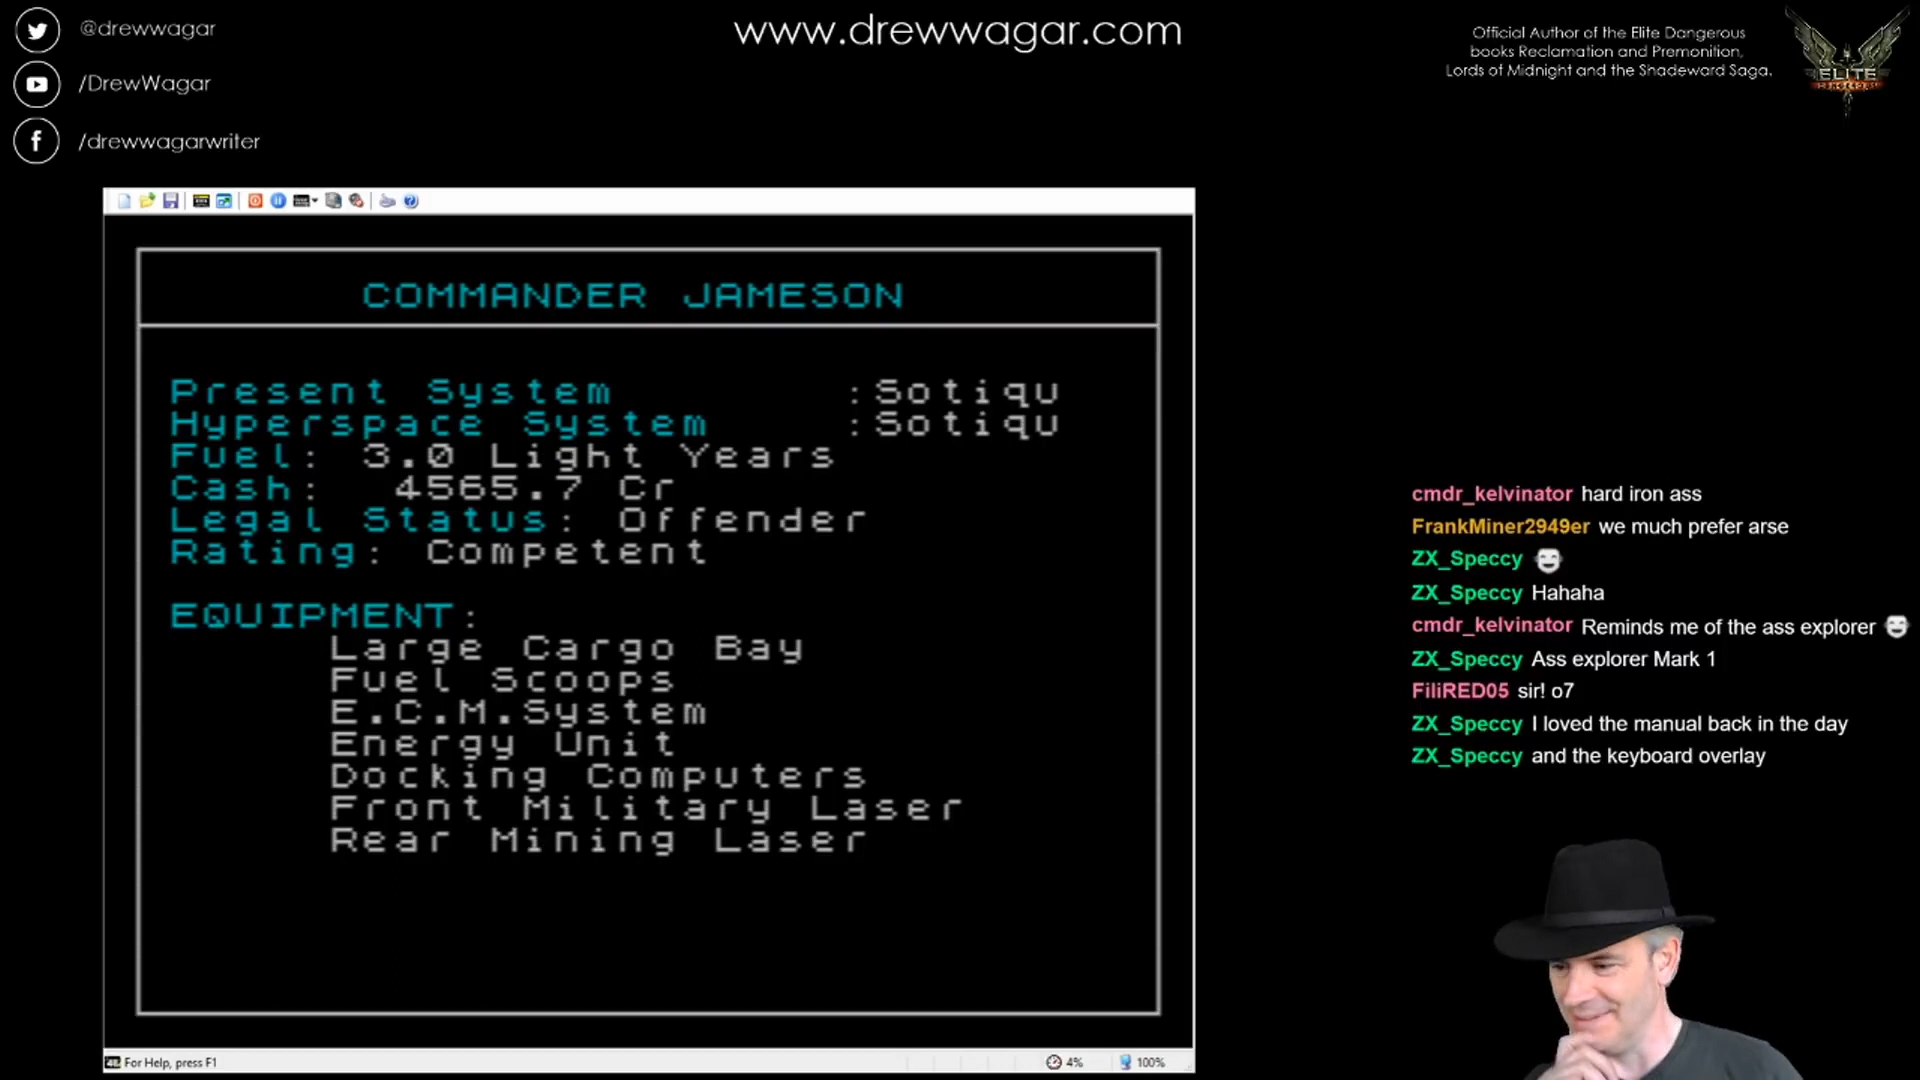 @drewwagar
/DrewWagar
/drewwagarwriter
www.drewwagar.com
Official Author of the Elite Dangerous
books Reclamation and Premonition,
Lords of Midnight and the Shadeward Saga.
ELITE
DANGEROUS
COMMANDER JAMESON
Present System :Sotiqu
Hyperspace System :Sotiqu
Fuel: 3.0 Light Years
Cash: 4565.7 Cr
Legal Status: Offender
Rating: Competent
EQUIPMENT:
Large Cargo Bay
Fuel Scoops
E.C.M.System
Energy Unit
Docking Computers
Front Military Laser
Rear Mining Laser
For Help, press F1
4%
100%
cmdr_kelvinator hard iron ass
FrankMiner2949er we much prefer arse
ZX_Speccy
ZX_Speccy Hahaha
cmdr_kelvinator Reminds me of the ass explorer
ZX_Speccy Ass explorer Mark 1
FiliRED05 sir! o7
ZX_Speccy I loved the manual back in the day
ZX_Speccy and the keyboard overlay